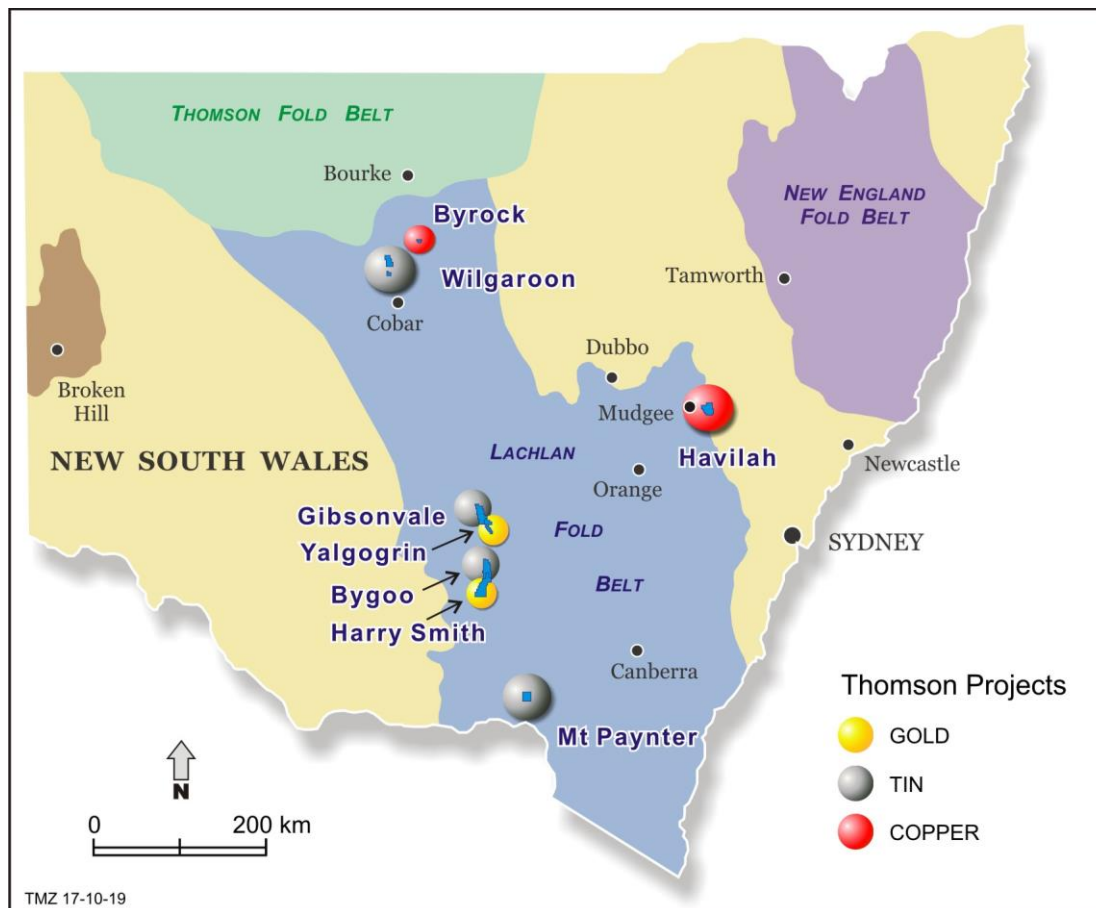 THOMSON FOLD BELT
Bourke
NEW ENGLAND
FOLD BELT
Byrock
Wilgaroon
Tamworth
Cobar
Broken
Hill
Dubbo
Mudgee
Havilah
Newcastle
NEW SOUTH WALES
LACHLAN
Orange
Gibsonvale
FOLD
Yalgogrin
SYDNEY
Bygoo
BELT
Harry Smith
Canberra
Mt Paynter
Thomson Projects
GOLD
TIN
COPPER
N
0 200 km
TMZ 17-10-19